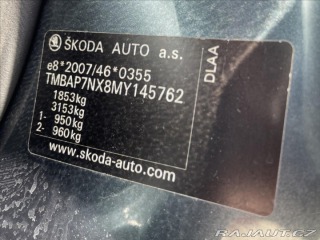 ŠKODA AUTO a.s.
e8*2007/46*0355
TMBAP7NX8MY145762
1853kg
3153kg
1- 950kg
2- 960kg
www.skoda-auto.com
DLAA
RAJAUT.CZ